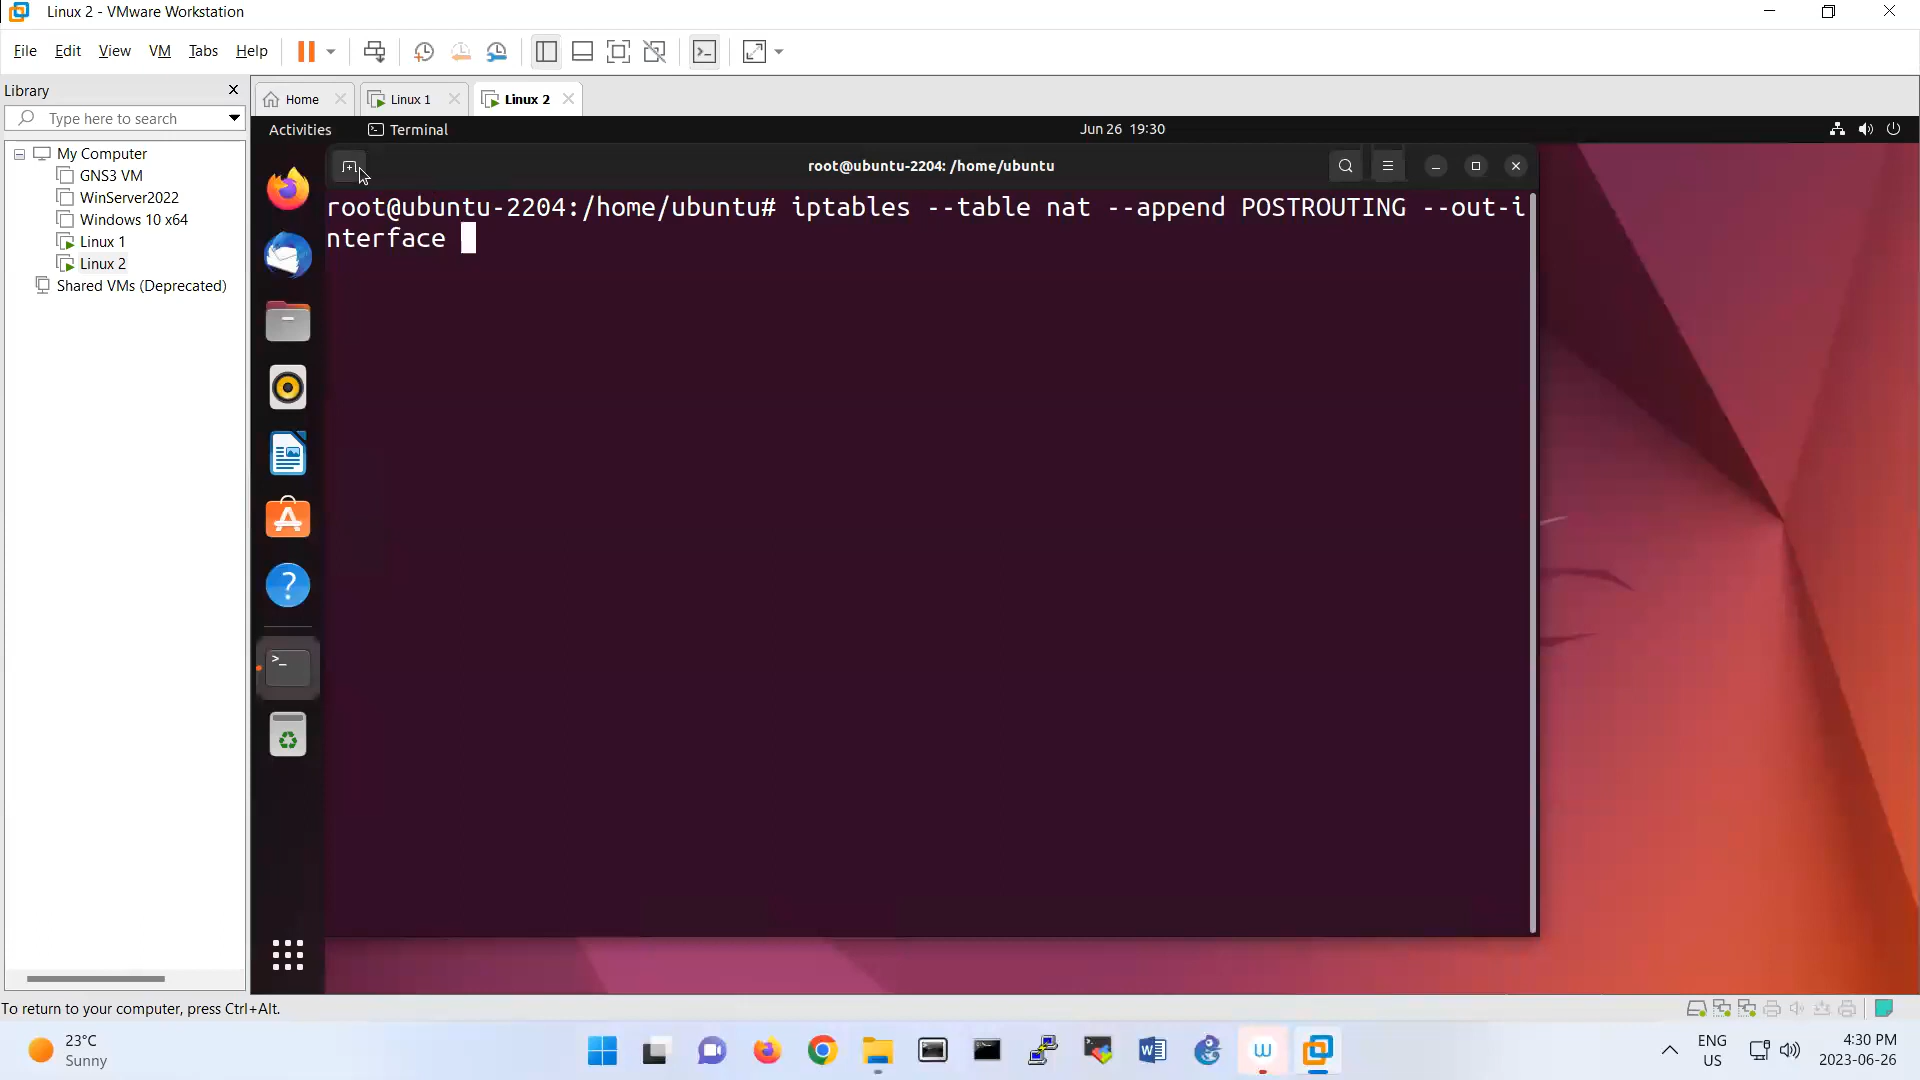 Linux 2 - VMware Workstation
File Edit View VM Tabs Help
Library
Type here to search
My Computer
GNS3 VM
WinServer2022
Windows 10 x64
Linux 1
Linux 2
Shared VMs (Deprecated)
Home
Linux 1
Linux 2
Activities
Terminal
Jun 26 19:30
root@ubuntu-2204: /home/ubuntu
root@ubuntu-2204:/home/ubuntu# iptables --table nat --append POSTROUTING --out-i
nterface
To return to your computer, press Ctrl+Alt.
23°C
Sunny
ENG
US
4:30 PM
2023-06-26